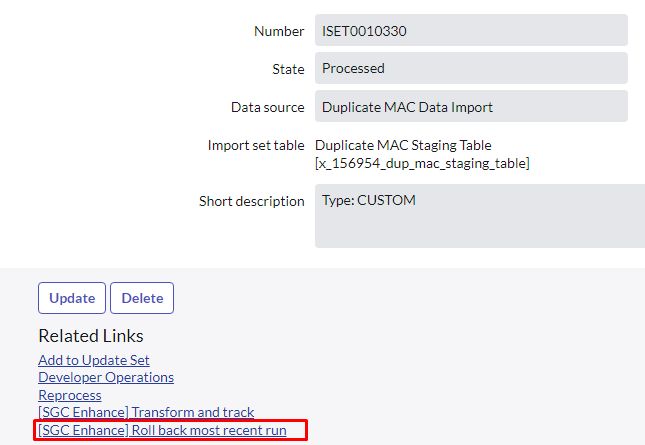 Number ISET0010330
State Processed
Data source Duplicate MAC Data Import
Import set table Duplicate MAC Staging Table
[x_156954_dup_mac_staging_table]
Short description Type: CUSTOM
Update Delete
Related Links
Add to Update Set
Developer Operations
Reprocess
[SGC Enhance] Transform and track
[SGC Enhance] Roll back most recent run